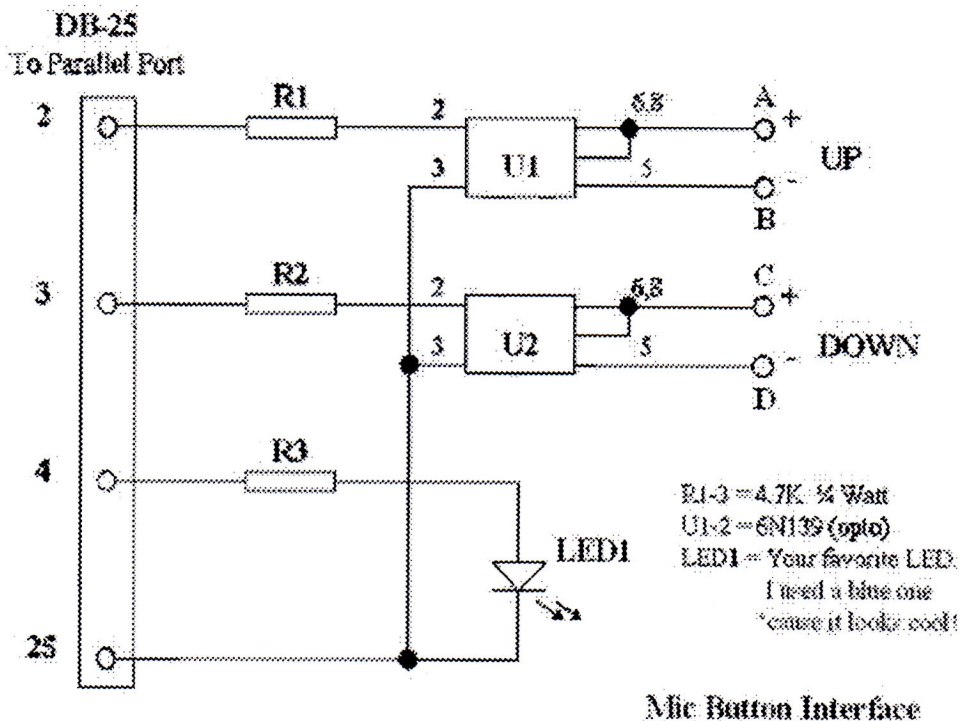 DB-25
To Parallel Port
2
R1
2
6,8
A
+
3
U1
5
UP
-
B
3
R2
2
6,8
C
+
3
U2
5
DOWN
-
D
4
R3
R1-3 = 4.7K ¼ Watt
U1-2 = 6N139 (opto)
LED1
LED1 = Your favorite LED.
I used a blue one
'cause it looks cool!
25
Mic Button Interface